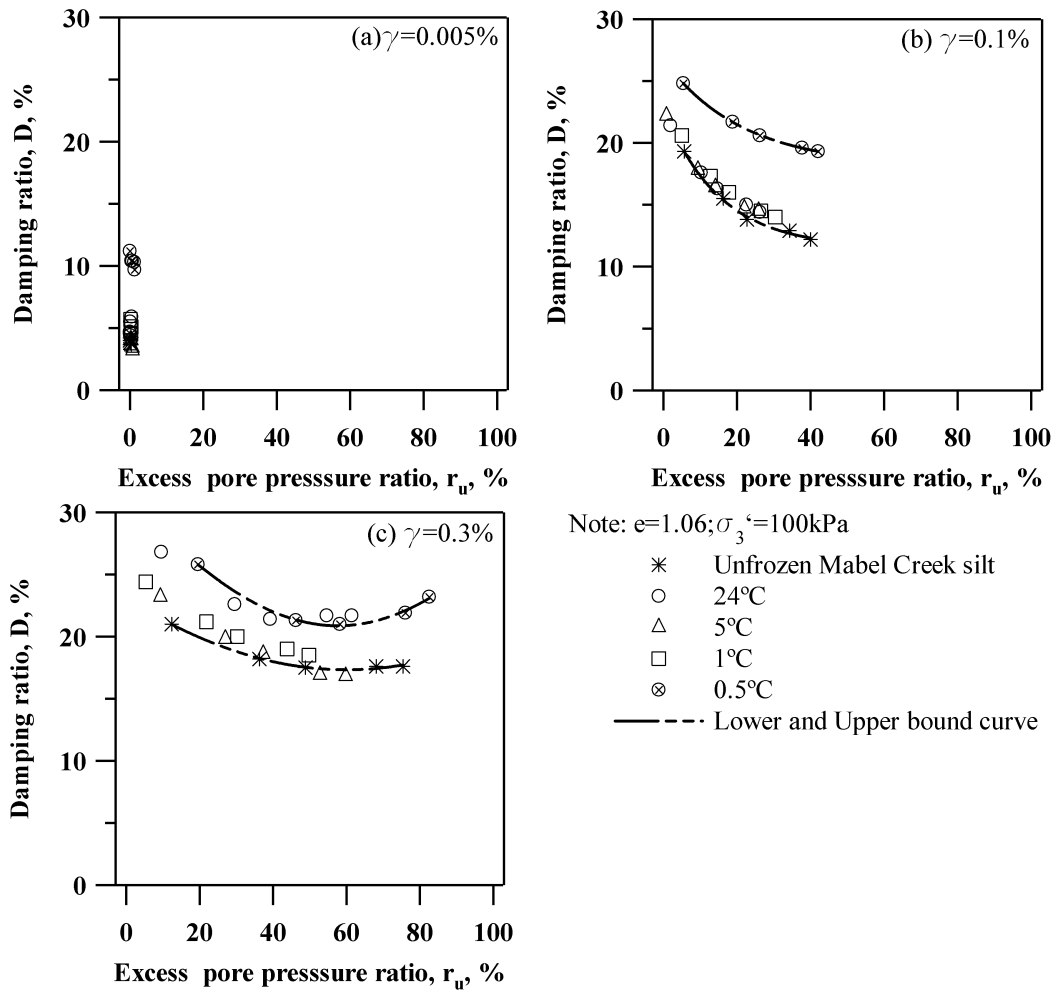 (a)γ=0.005%
Damping ratio, D, %
30
20
10
0
0 20 40 60 80 100
Excess pore presssure ratio, ru, %
(b) γ=0.1%
Damping ratio, D, %
30
20
10
0
0 20 40 60 80 100
Excess pore presssure ratio, ru, %
(c) γ=0.3%
Damping ratio, D, %
30
20
10
0
0 20 40 60 80 100
Excess pore presssure ratio, ru, %
Note: e=1.06;σ3‘=100kPa
Unfrozen Mabel Creek silt
24ºC
5ºC
1ºC
0.5ºC
Lower and Upper bound curve